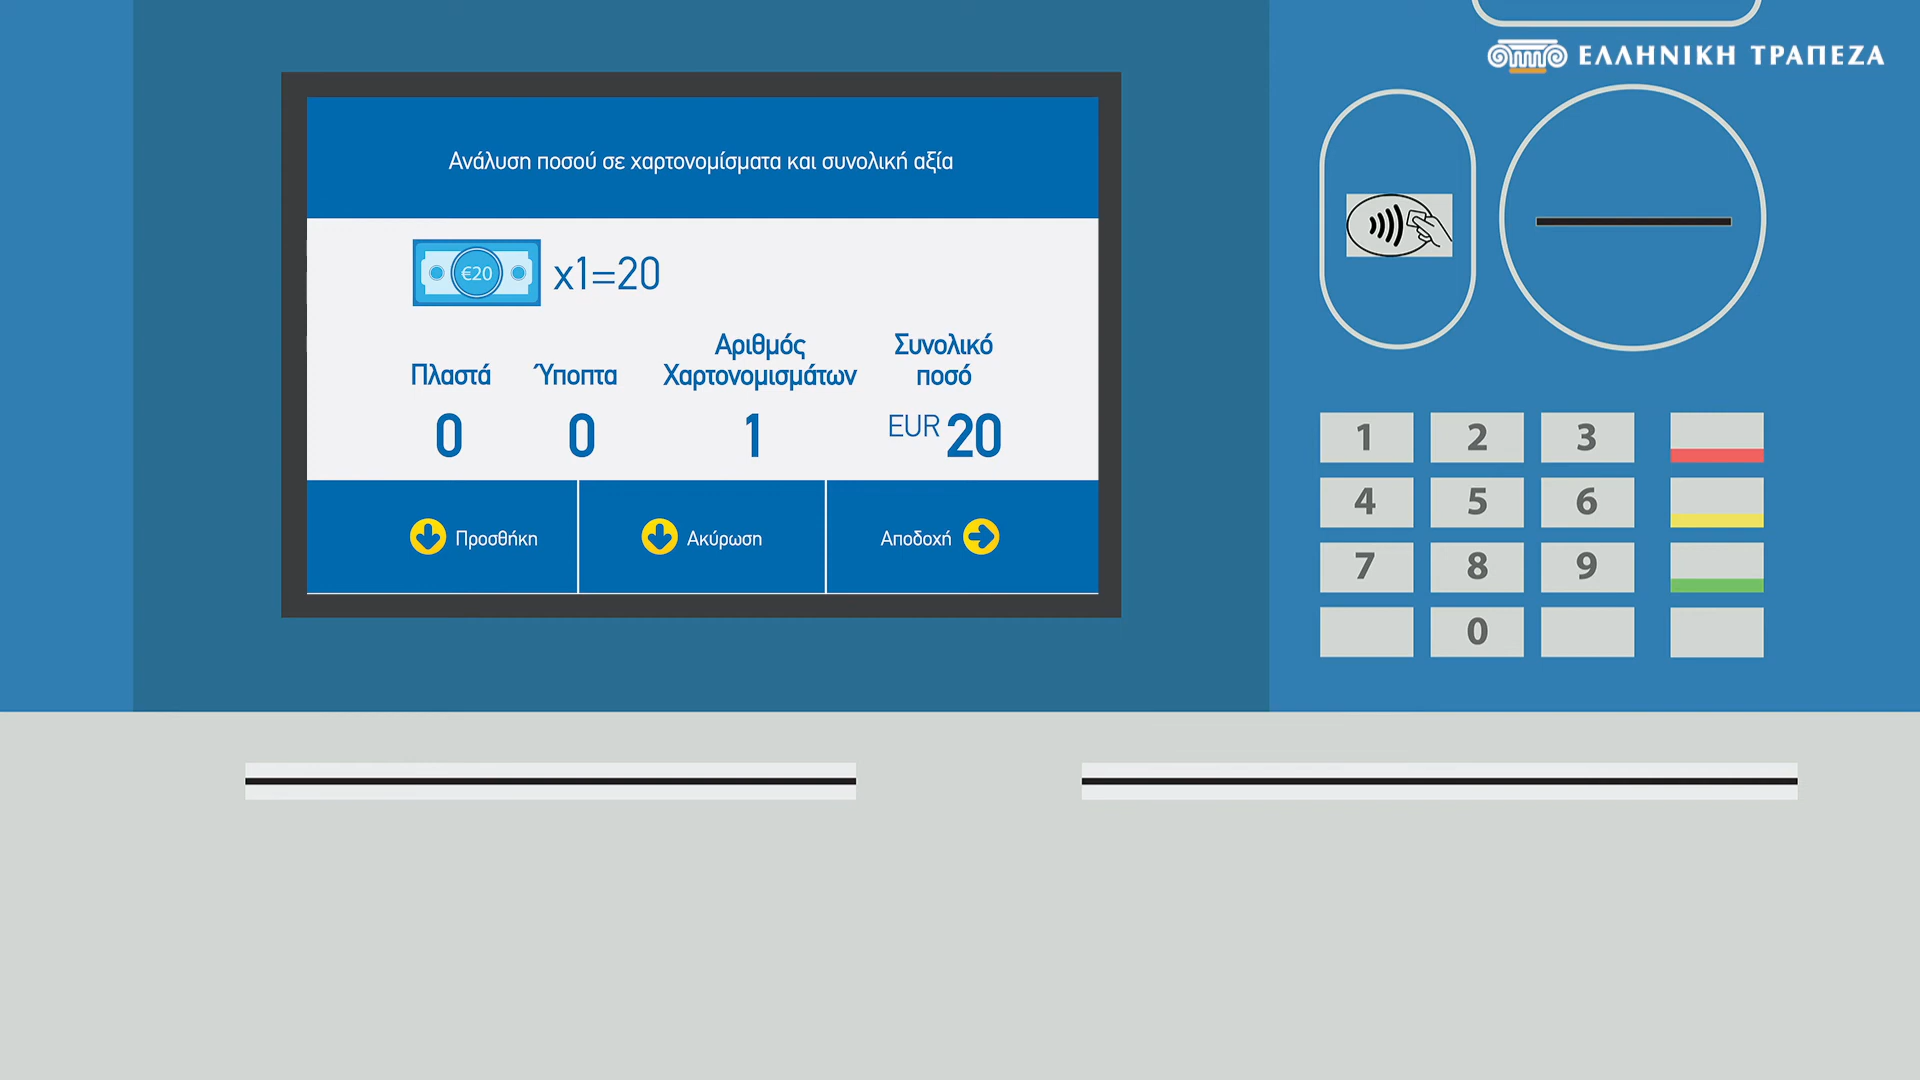 ΕΛΛΗΝΙΚΗ ΤΡΑΠΕΖΑ
Ανάλυση ποσού σε χαρτονομίσματα και συνολική αξία
€20 x1=20
Πλαστά Ύποπτα Αριθμός Χαρτονομισμάτων Συνολικό ποσό
0 0 1 EUR 20
Προσθήκη Ακύρωση Αποδοχή
1 2 3
4 5 6
7 8 9
0